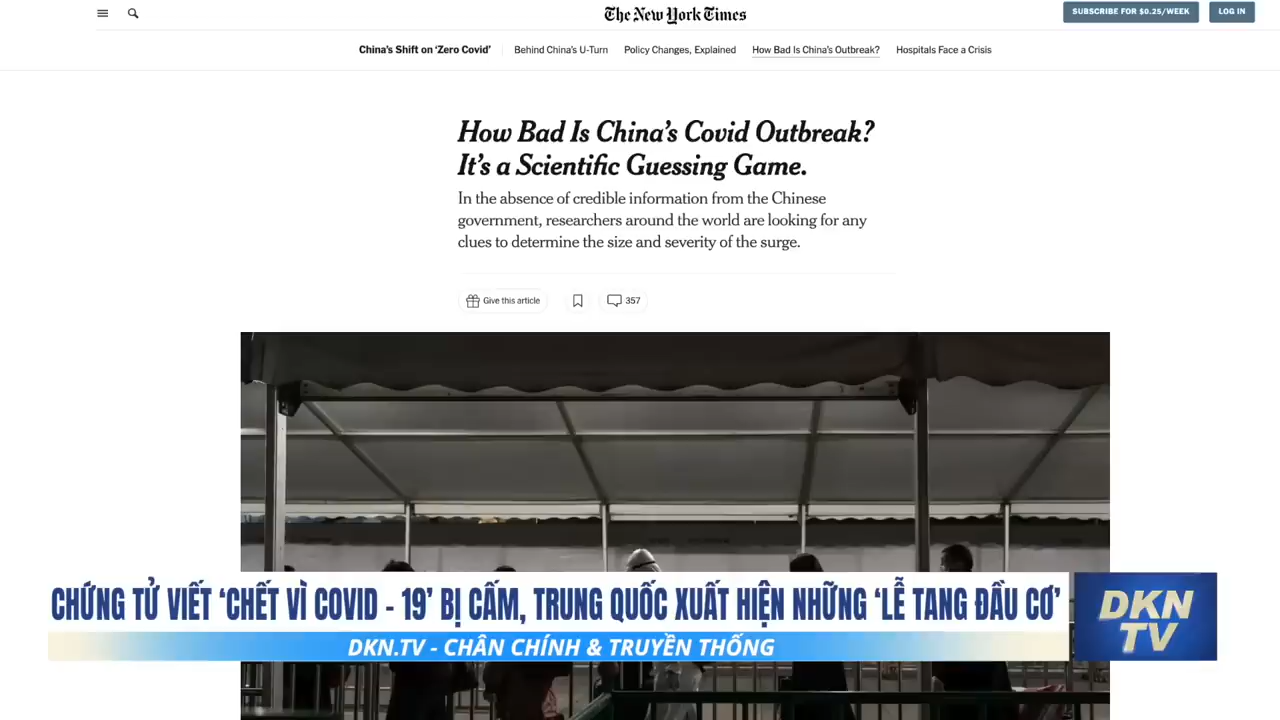 The New York Times
SUBSCRIBE FOR $0.25/WEEK
LOG IN
China's Shift on 'Zero Covid'
Behind China's U-Turn
Policy Changes, Explained
How Bad Is China's Outbreak?
Hospitals Face a Crisis
How Bad Is China's Covid Outbreak?
It's a Scientific Guessing Game.
In the absence of credible information from the Chinese
government, researchers around the world are looking for any
clues to determine the size and severity of the surge.
Give this article
357
CHỨNG TỬ VIẾT 'CHẾT VÌ COVID - 19' BỊ CẤM, TRUNG QUỐC XUẤT HIỆN NHỮNG 'LỄ TANG ĐẦU CƠ'
DKN.TV - CHÂN CHÍNH & TRUYỀN THỐNG
DKN
TV